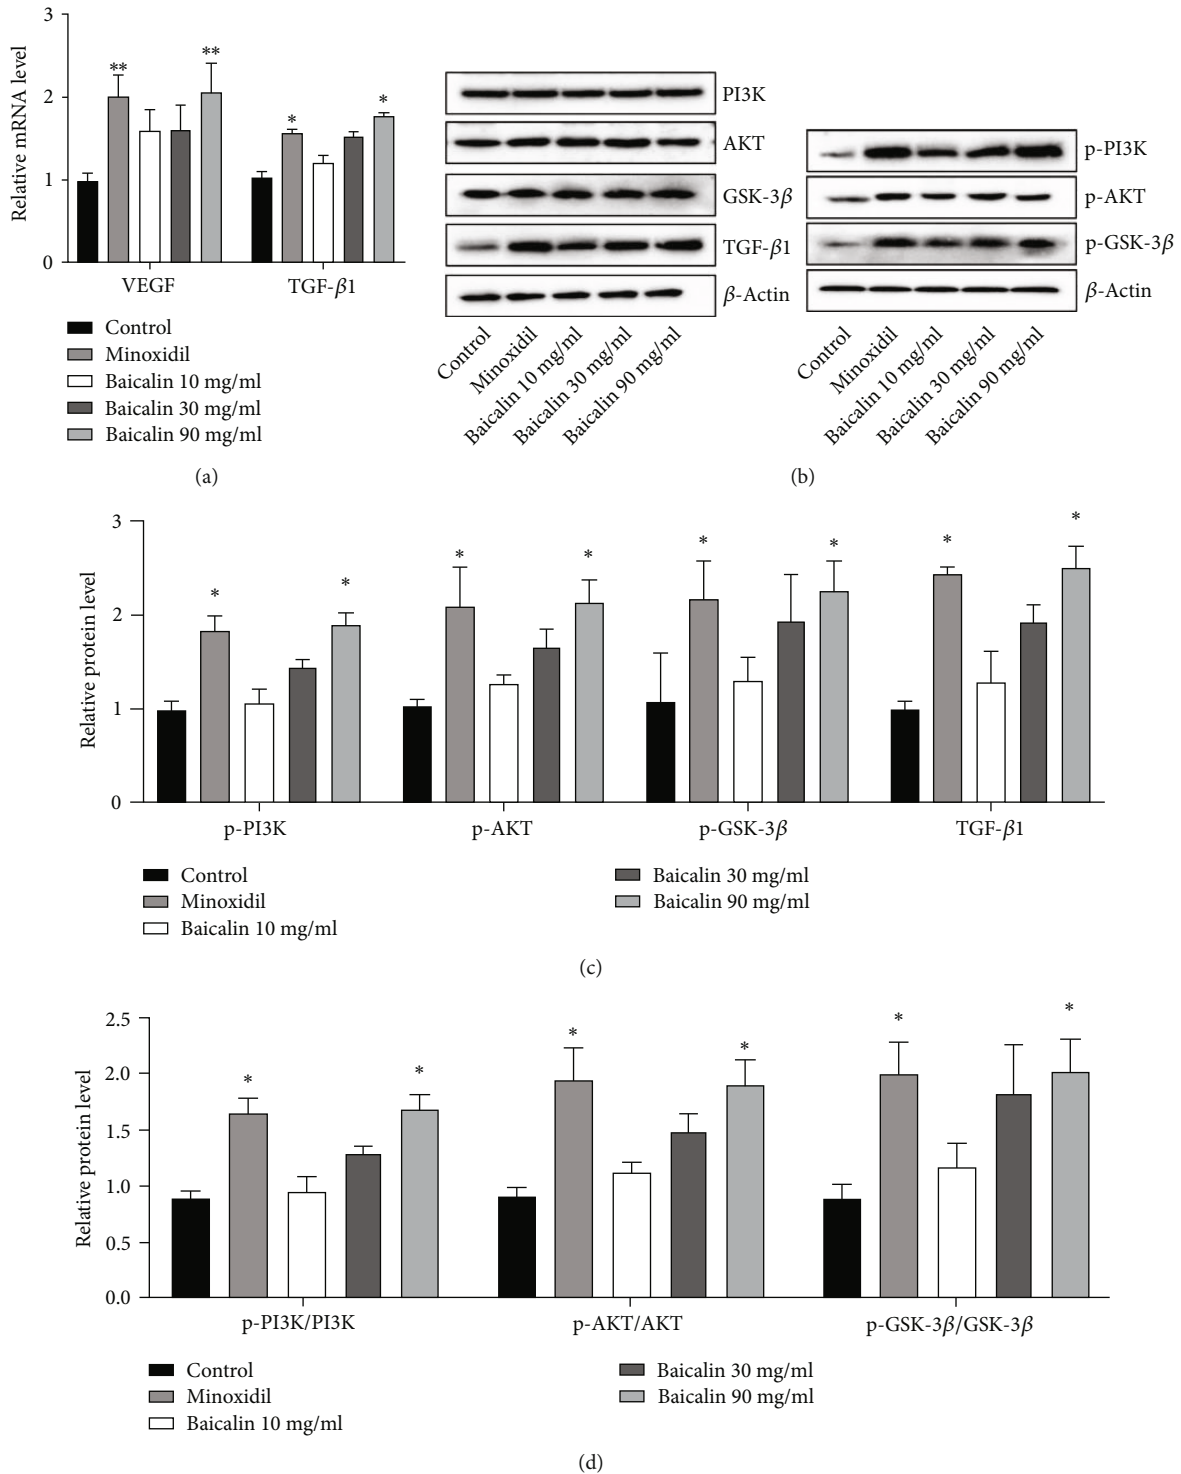 3
2
1
0
Relative mRNA level
**
**
*
*
VEGF
TGF-β1
Control
Minoxidil
Baicalin 10 mg/ml
Baicalin 30 mg/ml
Baicalin 90 mg/ml
(a)
PI3K
AKT
GSK-3β
TGF-β1
β-Actin
Control
Minoxidil
Baicalin 10 mg/ml
Baicalin 30 mg/ml
Baicalin 90 mg/ml
p-PI3K
p-AKT
p-GSK-3β
β-Actin
Control
Minoxidil
Baicalin 10 mg/ml
Baicalin 30 mg/ml
Baicalin 90 mg/ml
(b)
3
2
1
0
Relative protein level
*
*
*
*
*
*
*
*
p-PI3K
p-AKT
p-GSK-3β
TGF-β1
Control
Minoxidil
Baicalin 10 mg/ml
Baicalin 30 mg/ml
Baicalin 90 mg/ml
(c)
2.5
2.0
1.5
1.0
0.5
0.0
Relative protein level
*
*
*
*
*
*
p-PI3K/PI3K
p-AKT/AKT
p-GSK-3β/GSK-3β
Control
Minoxidil
Baicalin 10 mg/ml
Baicalin 30 mg/ml
Baicalin 90 mg/ml
(d)